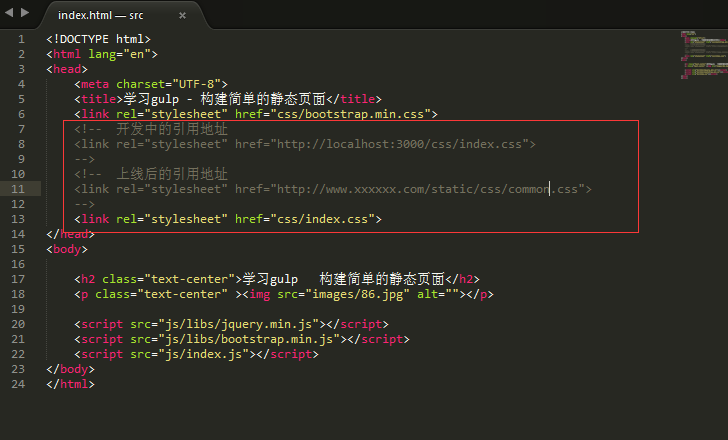 index.html — src
1 <!DOCTYPE html>
2 <html lang="en">
3 <head>
4 <meta charset="UTF-8">
5 <title>学习gulp - 构建简单的静态页面</title>
6 <link rel="stylesheet" href="css/bootstrap.min.css">
7 <!-- 开发中的引用地址
8 <link rel="stylesheet" href="http://localhost:3000/css/index.css">
9 -->
10 <!-- 上线后的引用地址
11 <link rel="stylesheet" href="http://www.xxxxxx.com/static/css/common.css">
12 -->
13 <link rel="stylesheet" href="css/index.css">
14 </head>
15 <body>
16
17 <h2 class="text-center">学习gulp 构建简单的静态页面</h2>
18 <p class="text-center" ><img src="images/86.jpg" alt=""></p>
19
20 <script src="js/libs/jquery.min.js"></script>
21 <script src="js/libs/bootstrap.min.js"></script>
22 <script src="js/index.js"></script>
23 </body>
24 </html>